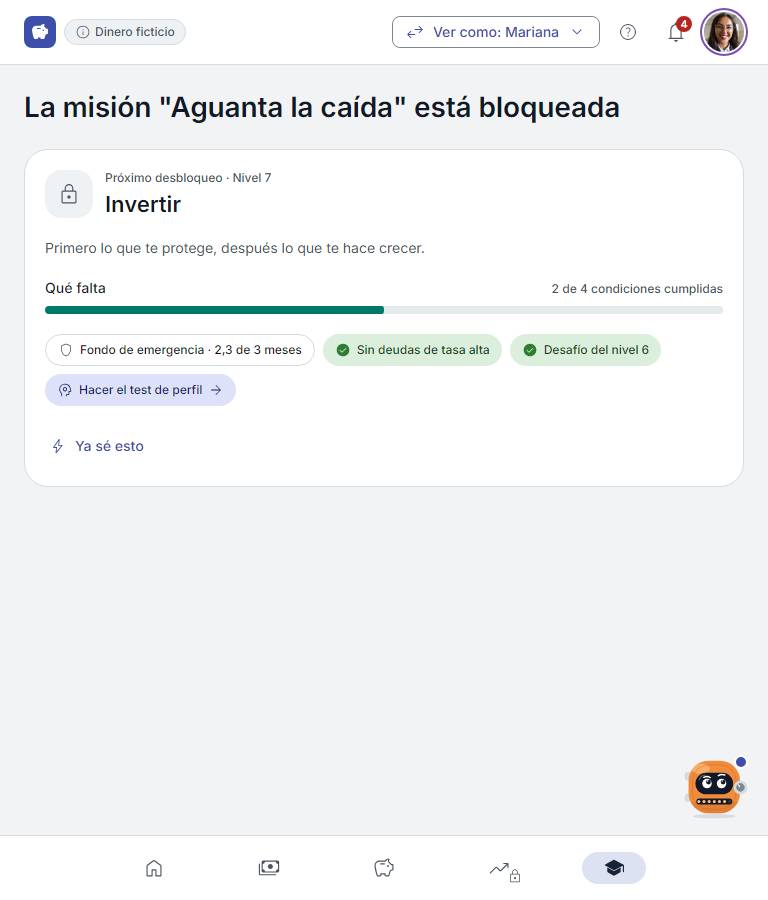 Dinero ficticio
Ver como: Mariana
4
La misión "Aguanta la caída" está bloqueada
Próximo desbloqueo · Nivel 7
Invertir
Primero lo que te protege, después lo que te hace crecer.
Qué falta
2 de 4 condiciones cumplidas
Fondo de emergencia · 2,3 de 3 meses
Sin deudas de tasa alta
Desafío del nivel 6
Hacer el test de perfil
Ya sé esto